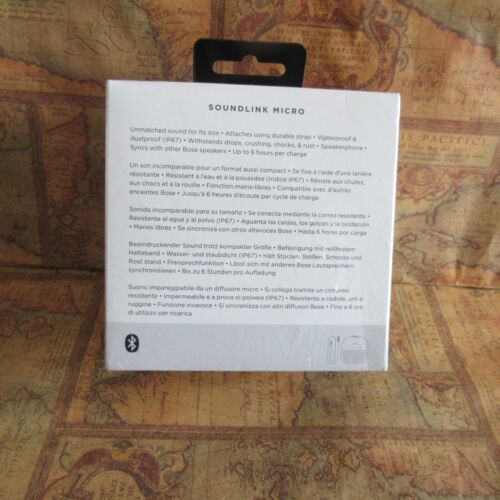 SOUNDLINK MICRO
Unmatched sound for its size • Attaches using durable strap • Waterproof &
dustproof (IP67) • Withstands drops, crushing, shocks, & rust • Speakerphone •
Syncs with other Bose speakers • Up to 6 hours per charge
Un son incomparable pour un format aussi compact • Se fixe à l'aide d'une lanière
résistante • Résistant à l'eau et à la poussière (Indice IP67) • Résiste aux chutes,
aux chocs et à la rouille • Fonction mains-libres • Compatible avec d'autres
enceintes Bose • Jusqu'à 6 heures d'écoute par cycle de charge
Sonido incomparable para su tamaño • Se conecta mediante la correa resistente •
Resistente al agua y al polvo (IP67) • Aguanta las caídas, los golpes y la oxidación
• Manos libres • Se sincroniza con otros altavoces Bose • Hasta 6 horas por carga
Beeindruckender Sound trotz kompakter Größe • Befestigung mit reißfestem
Halteband • Wasser- und staubdicht (IP67) • Hält Stürzen, Stößen, Schocks und
Rost stand • Freisprechfunktion • Lässt sich mit anderen Bose Lautsprechern
synchronisieren • Bis zu 6 Stunden pro Aufladung
Suono impareggiabile da un diffusore micro • Si collega tramite un cinturino
resistente • Impermeabile e a prova di polvere (IP67) • Resistente a cadute, urti e
ruggine • Funzione vivavoce • Si sincronizza con altri diffusori Bose • Fino a 6 ore
di utilizzo per ricarica